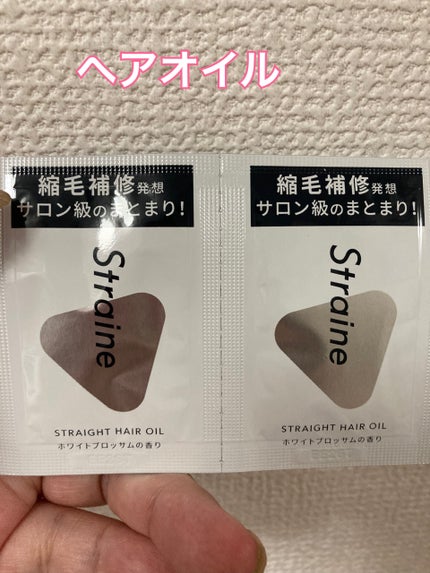 ヘアオイル
縮毛補修発想
サロン級のまとまり!
Straine
STRAIGHT HAIR OIL
ホワイトブロッサムの香り
縮毛補修発想
サロン級のまとまり!
Straine
STRAIGHT HAIR OIL
ホワイトブロッサムの香り